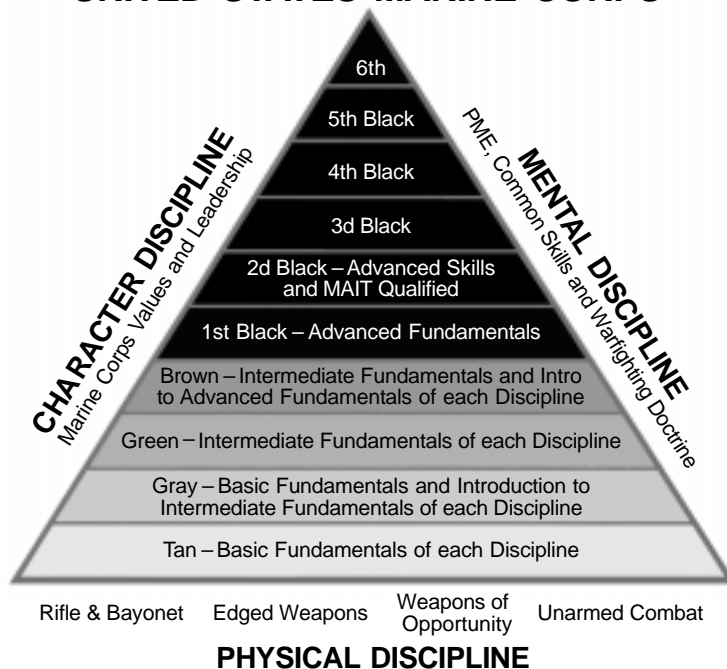 UNITED STATES MARINE CORPS
6th
5th Black
4th Black
3d Black
2d Black – Advanced Skills
and MAIT Qualified
1st Black – Advanced Fundamentals
Brown – Intermediate Fundamentals and Intro
to Advanced Fundamentals of each Discipline
Green – Intermediate Fundamentals of each Discipline
Gray – Basic Fundamentals and Introduction to
Intermediate Fundamentals of each Discipline
Tan – Basic Fundamentals of each Discipline
CHARACTER DISCIPLINE
Marine Corps Values and Leadership
MENTAL DISCIPLINE
PME, Common Skills and Warfighting Doctrine
Rifle & Bayonet
Edged Weapons
Weapons of
Opportunity
Unarmed Combat
PHYSICAL DISCIPLINE